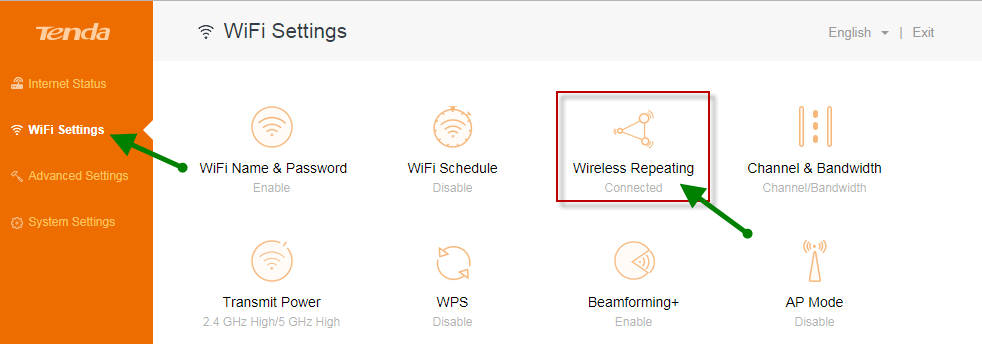 Tenda
WiFi Settings
English | Exit
Internet Status
WiFi Settings
Advanced Settings
System Settings
WiFi Name & Password
Enable
WiFi Schedule
Disable
Wireless Repeating
Connected
Channel & Bandwidth
Channel/Bandwidth
Transmit Power
2.4 GHz High/5 GHz High
WPS
Disable
Beamforming+
Enable
AP Mode
Disable